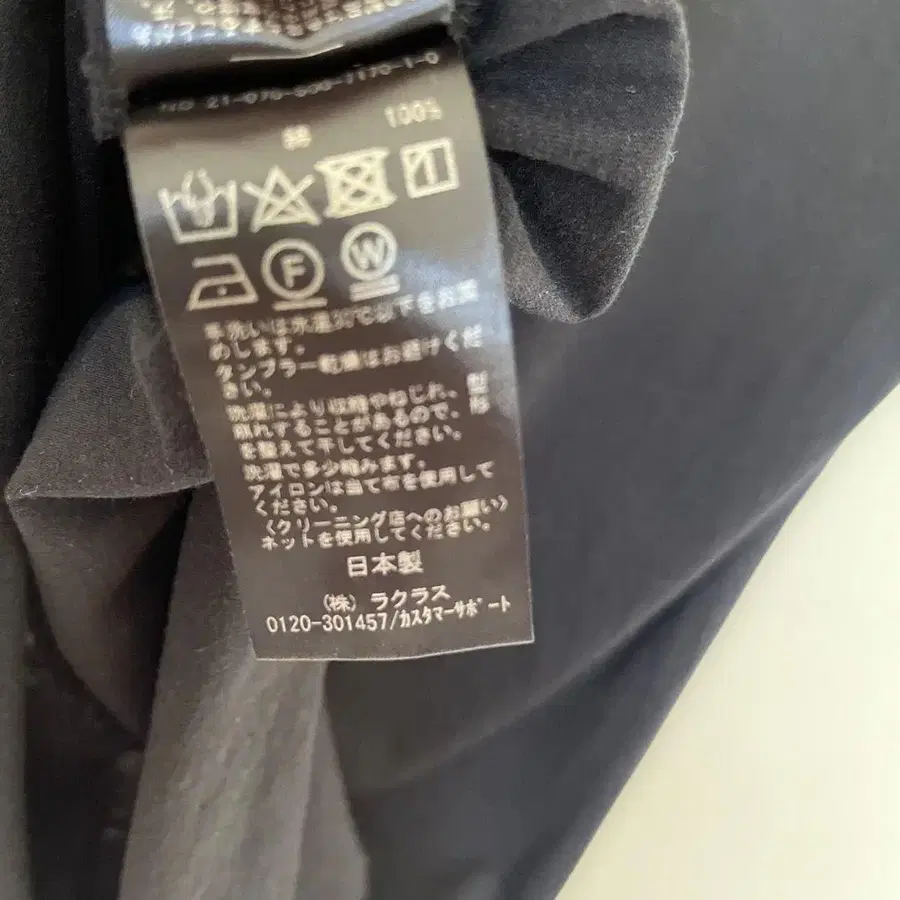 綿 100%
F W
手洗いは水温30℃以下をお奨
めします。
タンブラー乾燥はお避けくだ
さい。
洗濯により収縮やねじれ、型
崩れすることがあるので、形
を整えて干してください。
洗濯で多少縮みます。
アイロンは当て布を使用して
ください。
〈クリーニング店へのお願い〉
ネットを使用してください。
日本製
(株) ラクラス
0120-301457/カスタマーサポート